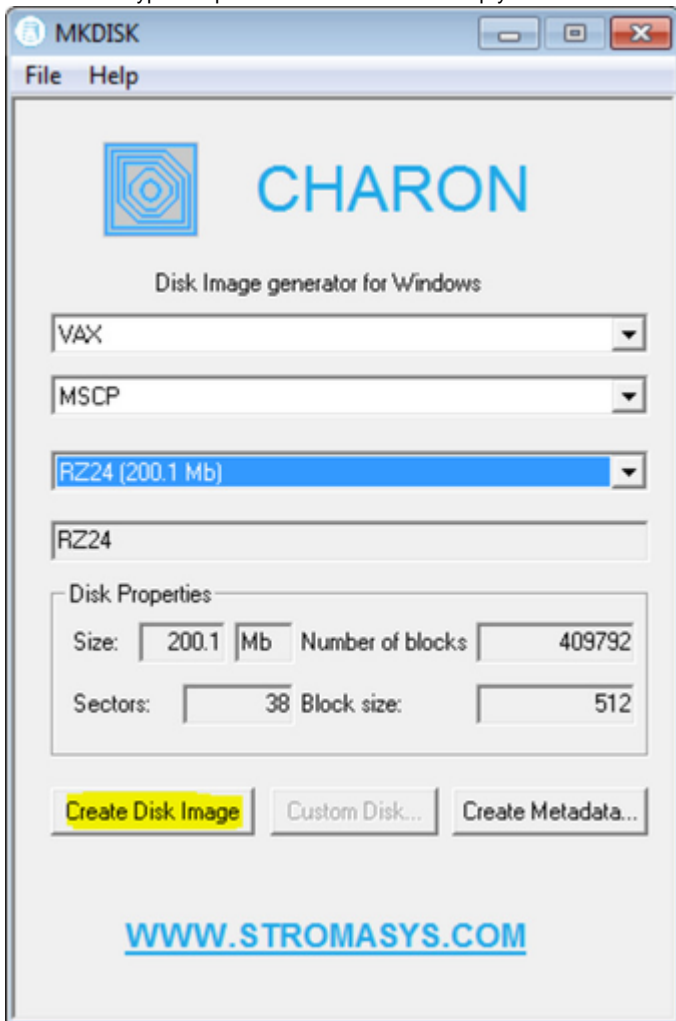 MKDISK
File Help
CHARON
Disk Image generator for Windows
VAX
MSCP
RZ24 (200.1 Mb)
RZ24
Disk Properties
Size: 200.1 Mb Number of blocks 409792
Sectors: 38 Block size: 512
Create Disk Image Custom Disk... Create Metadata...
WWW.STROMASYS.COM